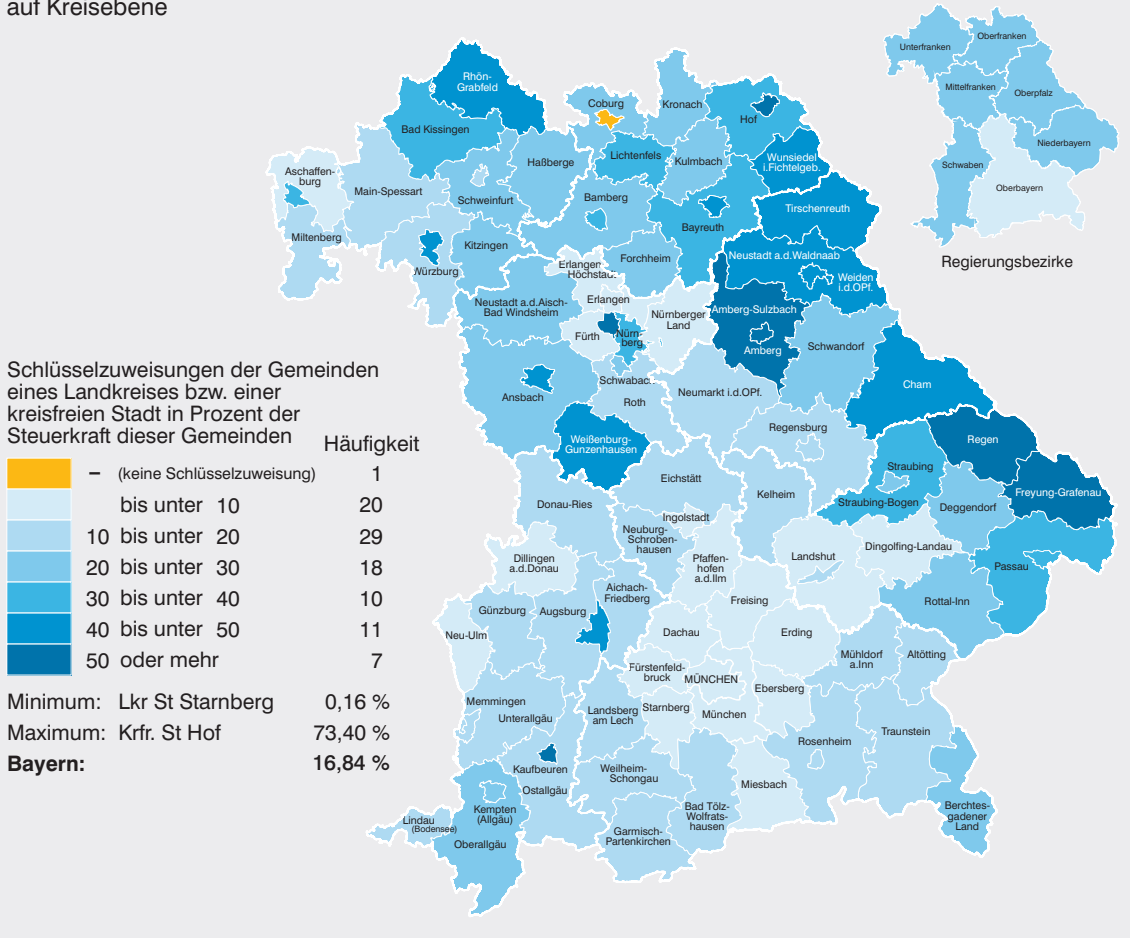 auf Kreisebene
Unterfranken
Oberfranken
Mittelfranken
Oberpfalz
Niederbayern
Schwaben
Oberbayern
Regierungsbezirke
Rhön-
Grabfeld
Coburg
Kronach
Hof
Bad Kissingen
Lichtenfels
Kulmbach
Wunsiedel
i.Fichtelgeb.
Haßberge
Aschaffen-
burg
Main-Spessart
Schweinfurt
Bamberg
Tirschenreuth
Bayreuth
Miltenberg
Kitzingen
Würzburg
Forchheim
Neustadt a.d.Waldnaab
Erlangen-
Höchstadt
Weiden
i.d.OPf.
Neustadt a.d.Aisch-
Bad Windsheim
Erlangen
Nürnberger
Land
Amberg-Sulzbach
Fürth
Nürn-
berg
Amberg
Schwandorf
Schwabach
Roth
Neumarkt i.d.OPf.
Cham
Ansbach
Regensburg
Weißenburg-
Gunzenhausen
Regen
Straubing
Eichstätt
Freyung-Grafenau
Kelheim
Straubing-Bogen
Deggendorf
Donau-Ries
Ingolstadt
Neuburg-
Schroben-
hausen
Dingolfing-Landau
Landshut
Dillingen
a.d.Donau
Pfaffen-
hofen
a.d.Ilm
Passau
Aichach-
Friedberg
Freising
Rottal-Inn
Günzburg
Augsburg
Neu-Ulm
Dachau
Erding
Mühldorf
a.Inn
Altötting
Fürstenfeld-
bruck
MÜNCHEN
Ebersberg
Memmingen
Unterallgäu
Landsberg
am Lech
Starnberg
München
Traunstein
Rosenheim
Kaufbeuren
Weilheim-
Schongau
Miesbach
Ostallgäu
Bad Tölz-
Wolfrats-
hausen
Berchtes-
gadener
Land
Kempten
(Allgäu)
Lindau
(Bodensee)
Oberallgäu
Garmisch-
Partenkirchen
Schlüsselzuweisungen der Gemeinden
eines Landkreises bzw. einer
kreisfreien Stadt in Prozent der
Steuerkraft dieser Gemeinden Häufigkeit
– (keine Schlüsselzuweisung) 1
bis unter 10 20
10 bis unter 20 29
20 bis unter 30 18
30 bis unter 40 10
40 bis unter 50 11
50 oder mehr 7
Minimum: Lkr St Starnberg 0,16 %
Maximum: Krfr. St Hof 73,40 %
Bayern: 16,84 %